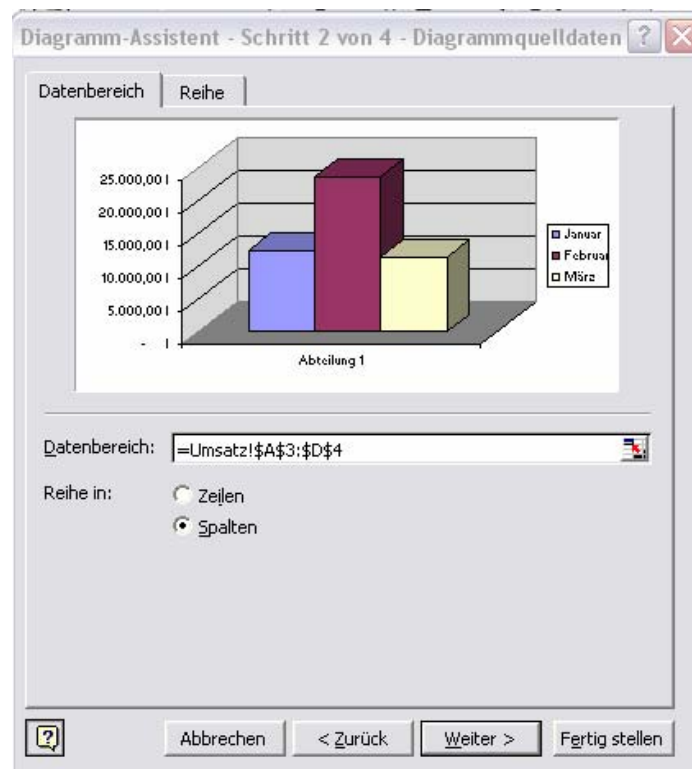 Diagramm-Assistent - Schritt 2 von 4 - Diagrammquelldaten ? X
Datenbereich Reihe
25.000,00 l
20.000,00 l
15.000,00 l
10.000,00 l
5.000,00 l
- l
Abteilung 1
Januar
Februar
März
Datenbereich: =Umsatz!$A$3:$D$4
Reihe in: Zeilen
Spalten
? Abbrechen < Zurück Weiter > Fertig stellen